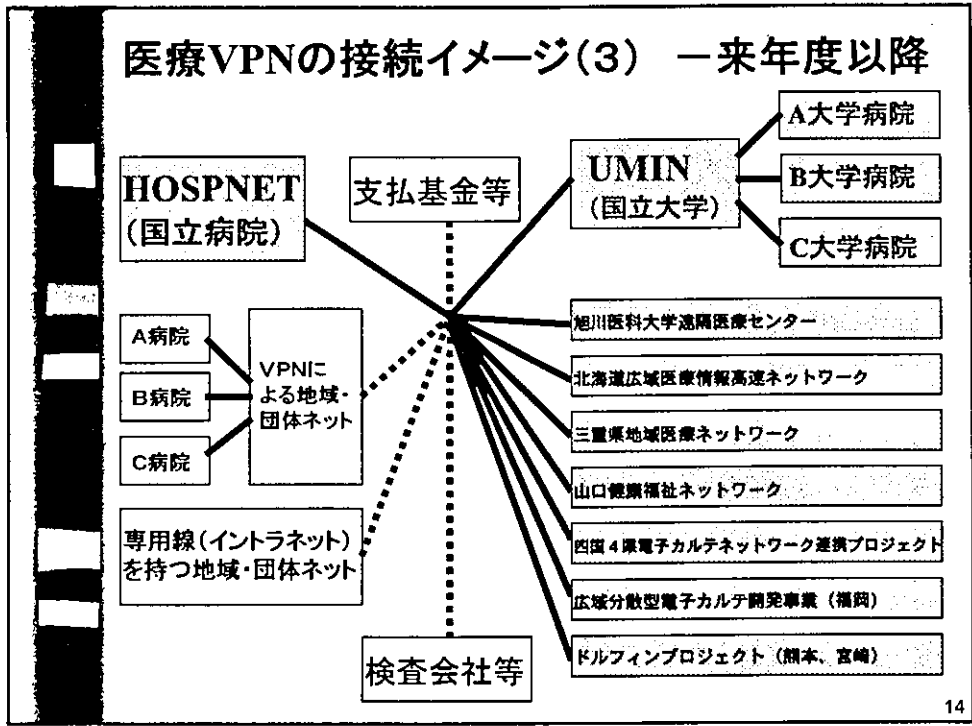 医療VPNの接続イメージ(3) －来年度以降
HOSPNET
(国立病院)
支払基金等
UMIN
(国立大学)
A大学病院
B大学病院
C大学病院
A病院
B病院
C病院
VPNに
よる地域・
団体ネット
専用線(イントラネット)
を持つ地域・団体ネット
検査会社等
旭川医科大学遠隔医療センター
北海道広域医療情報高速ネットワーク
三重県地域医療ネットワーク
山口健康福祉ネットワーク
四国４県電子カルテネットワーク連携プロジェクト
広域分散型電子カルテ開発事業（福岡）
ドルフィンプロジェクト（熊本、宮崎）
14